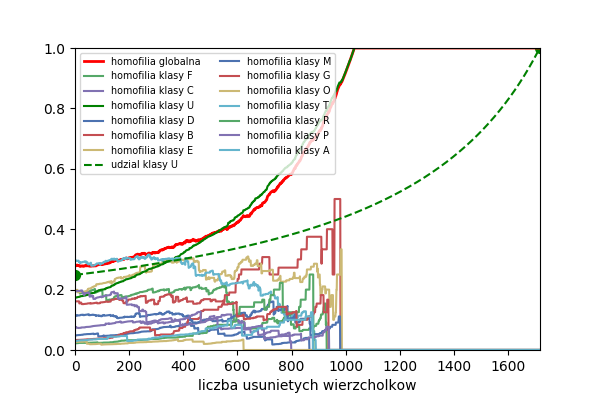 1.0
homofilia globalna
homofilia klasy F
homofilia klasy C
homofilia klasy U
homofilia klasy D
homofilia klasy B
homofilia klasy E
udzial klasy U
homofilia klasy M
homofilia klasy G
homofilia klasy O
homofilia klasy T
homofilia klasy R
homofilia klasy P
homofilia klasy A
0.8
0.6
0.4
0.2
0.0
0 200 400 600 800 1000 1200 1400 1600
liczba usunietych wierzcholkow